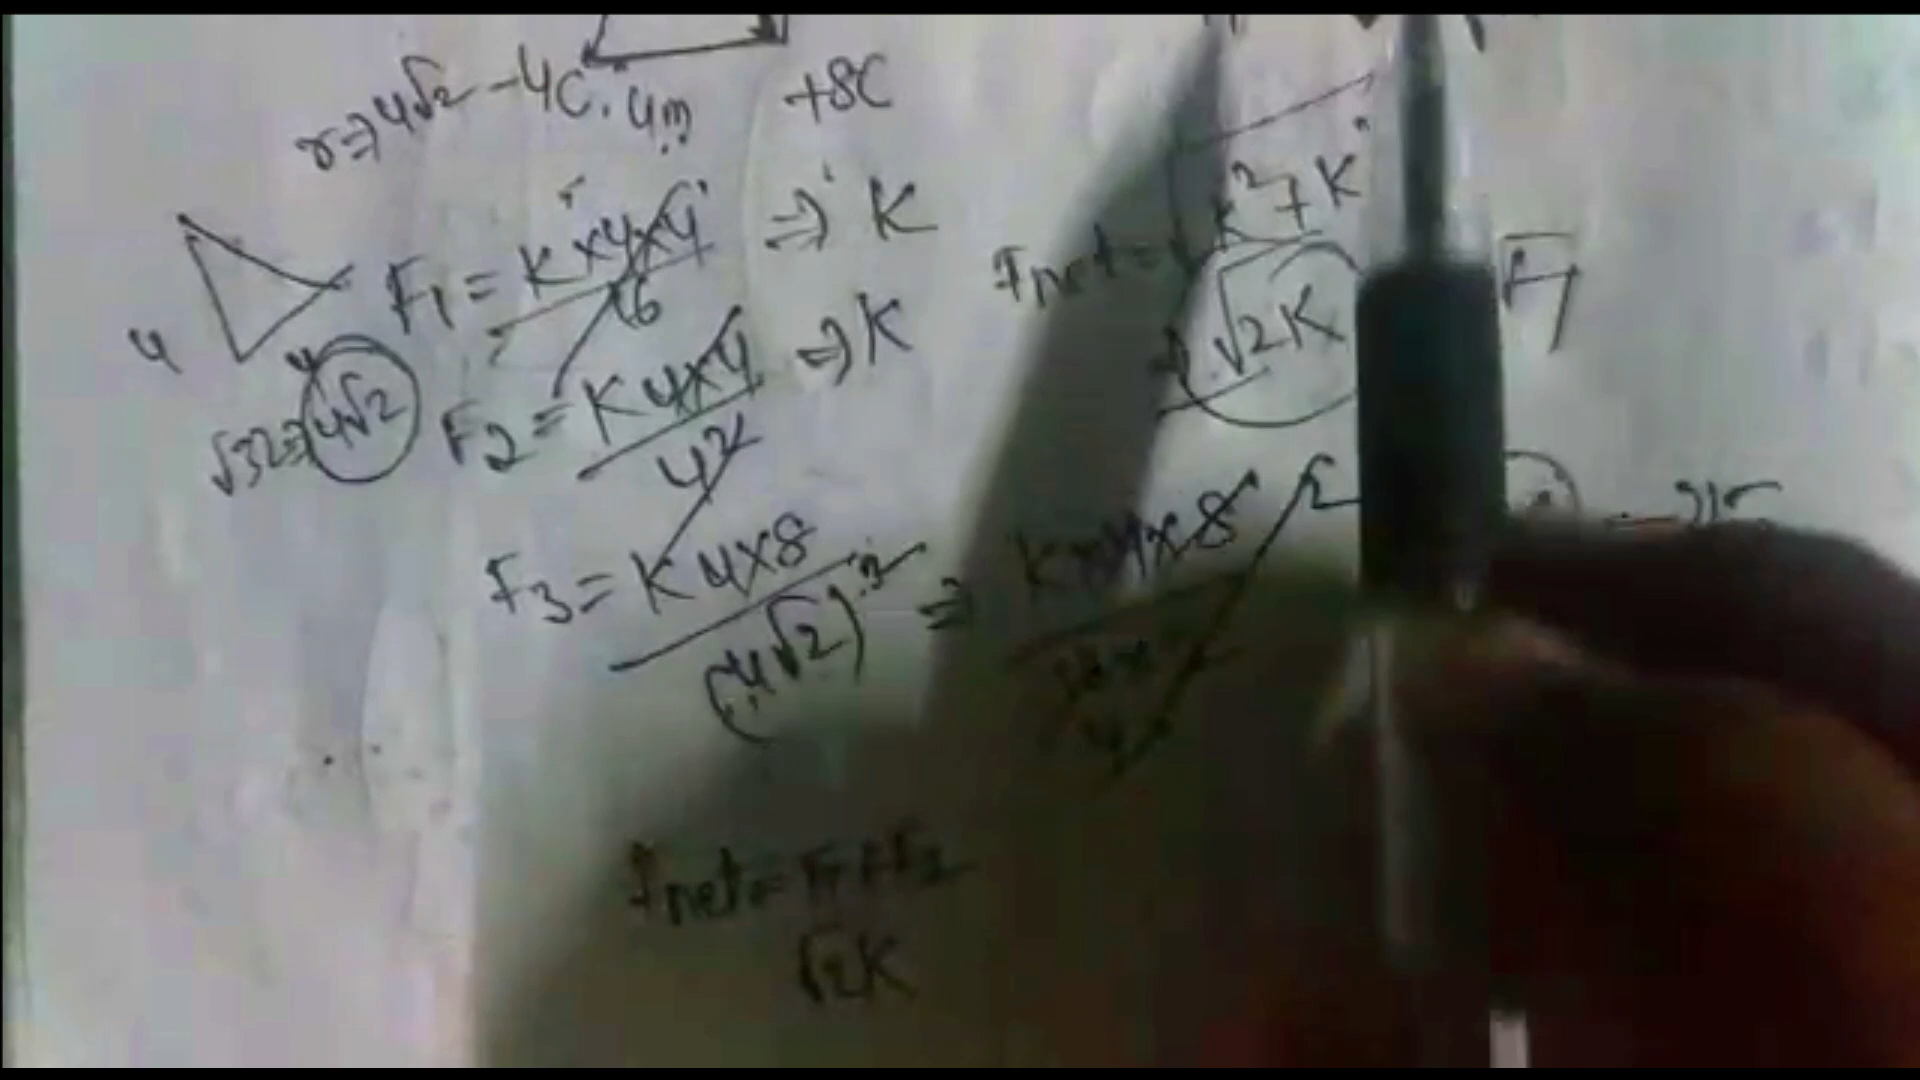 r⇒4√2 -4C 4m +8C
F1 = K×4×4 / 16 ⇒ K
4 4
√32⇒4√2
F2 = K 4×4 / 4² ⇒ K
F3 = K 4×8 / (4√2)² ⇒ K×4×8
Fnet = √K²+K²
⇒ √2K
Fnet = F1+F2
√2K